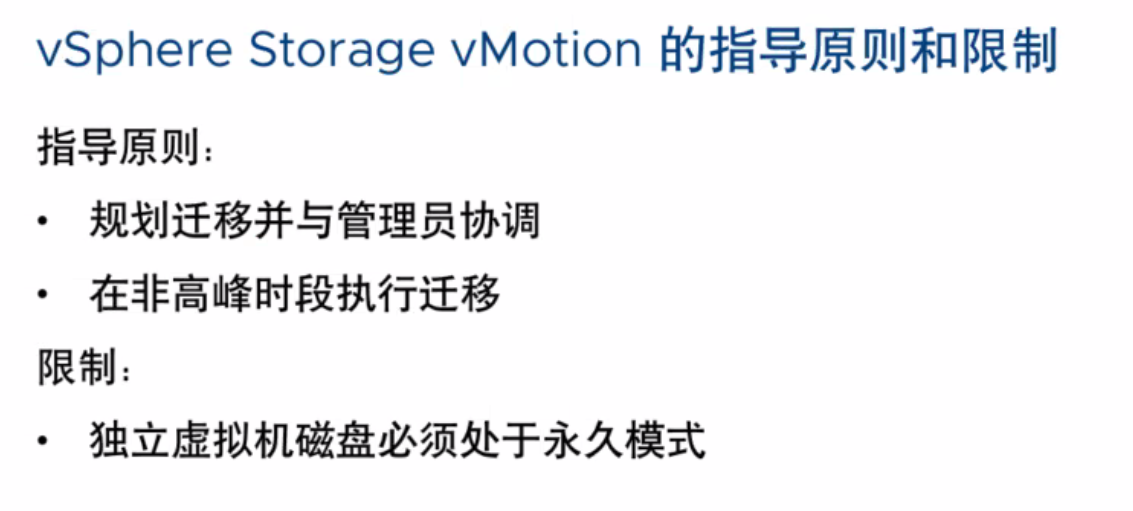 vSphere Storage vMotion 的指导原则和限制
指导原则：
• 规划迁移并与管理员协调
• 在非高峰时段执行迁移
限制：
• 独立虚拟机磁盘必须处于永久模式